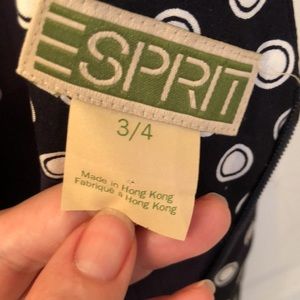 ESPRIT
3/4
Made in Hong Kong
Fabriqué à Hong Kong